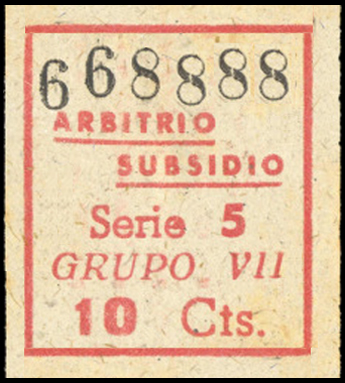 668888
ARBITRIO
SUBSIDIO
Serie 5
GRUPO VII
10 Cts.